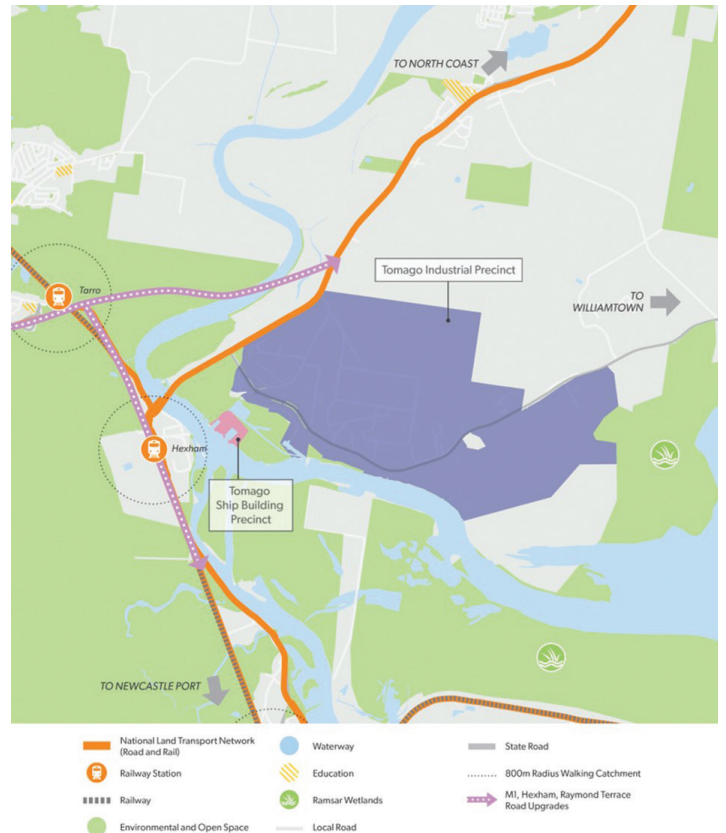 TO NORTH COAST
Tomago Industrial Precinct
TO
WILLIAMTOWN
Tarro
Hexham
Tomago
Ship Building
Precinct
TO NEWCASTLE PORT
National Land Transport Network
(Road and Rail)
Railway Station
Railway
Environmental and Open Space
Waterway
Education
Ramsar Wetlands
Local Road
State Road
800m Radius Walking Catchment
M1, Hexham, Raymond Terrace
Road Upgrades